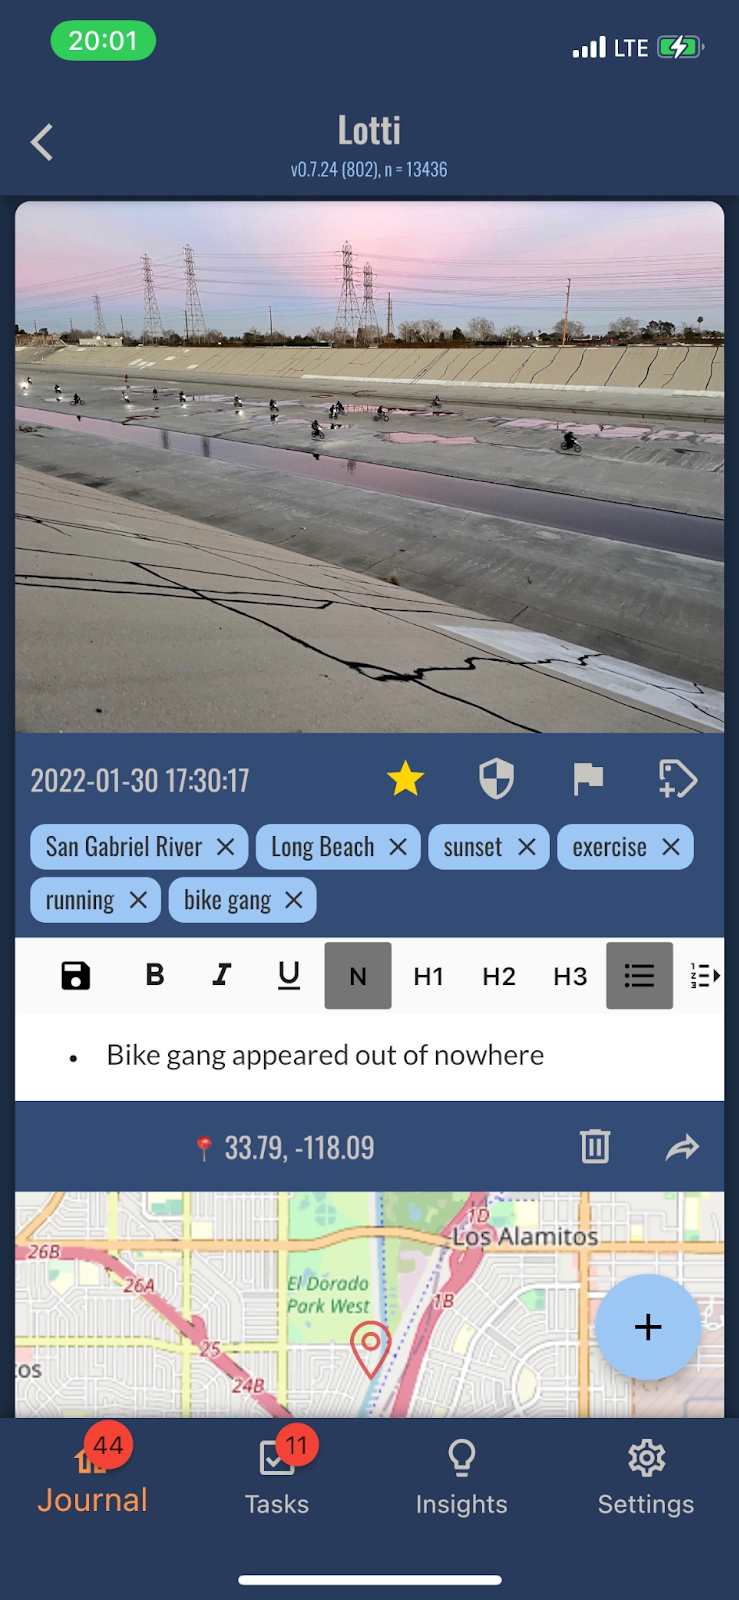 20:01
LTE
Lotti
v0.7.24 (802), n = 13436
2022-01-30 17:30:17
San Gabriel River
Long Beach
sunset
exercise
running
bike gang
B I U N H1 H2 H3
• Bike gang appeared out of nowhere
33.79, -118.09
1D
Los Alamitos
26B
26A
El Dorado
Park West
1B
25
os
24B
+
44
11
Journal
Tasks
Insights
Settings